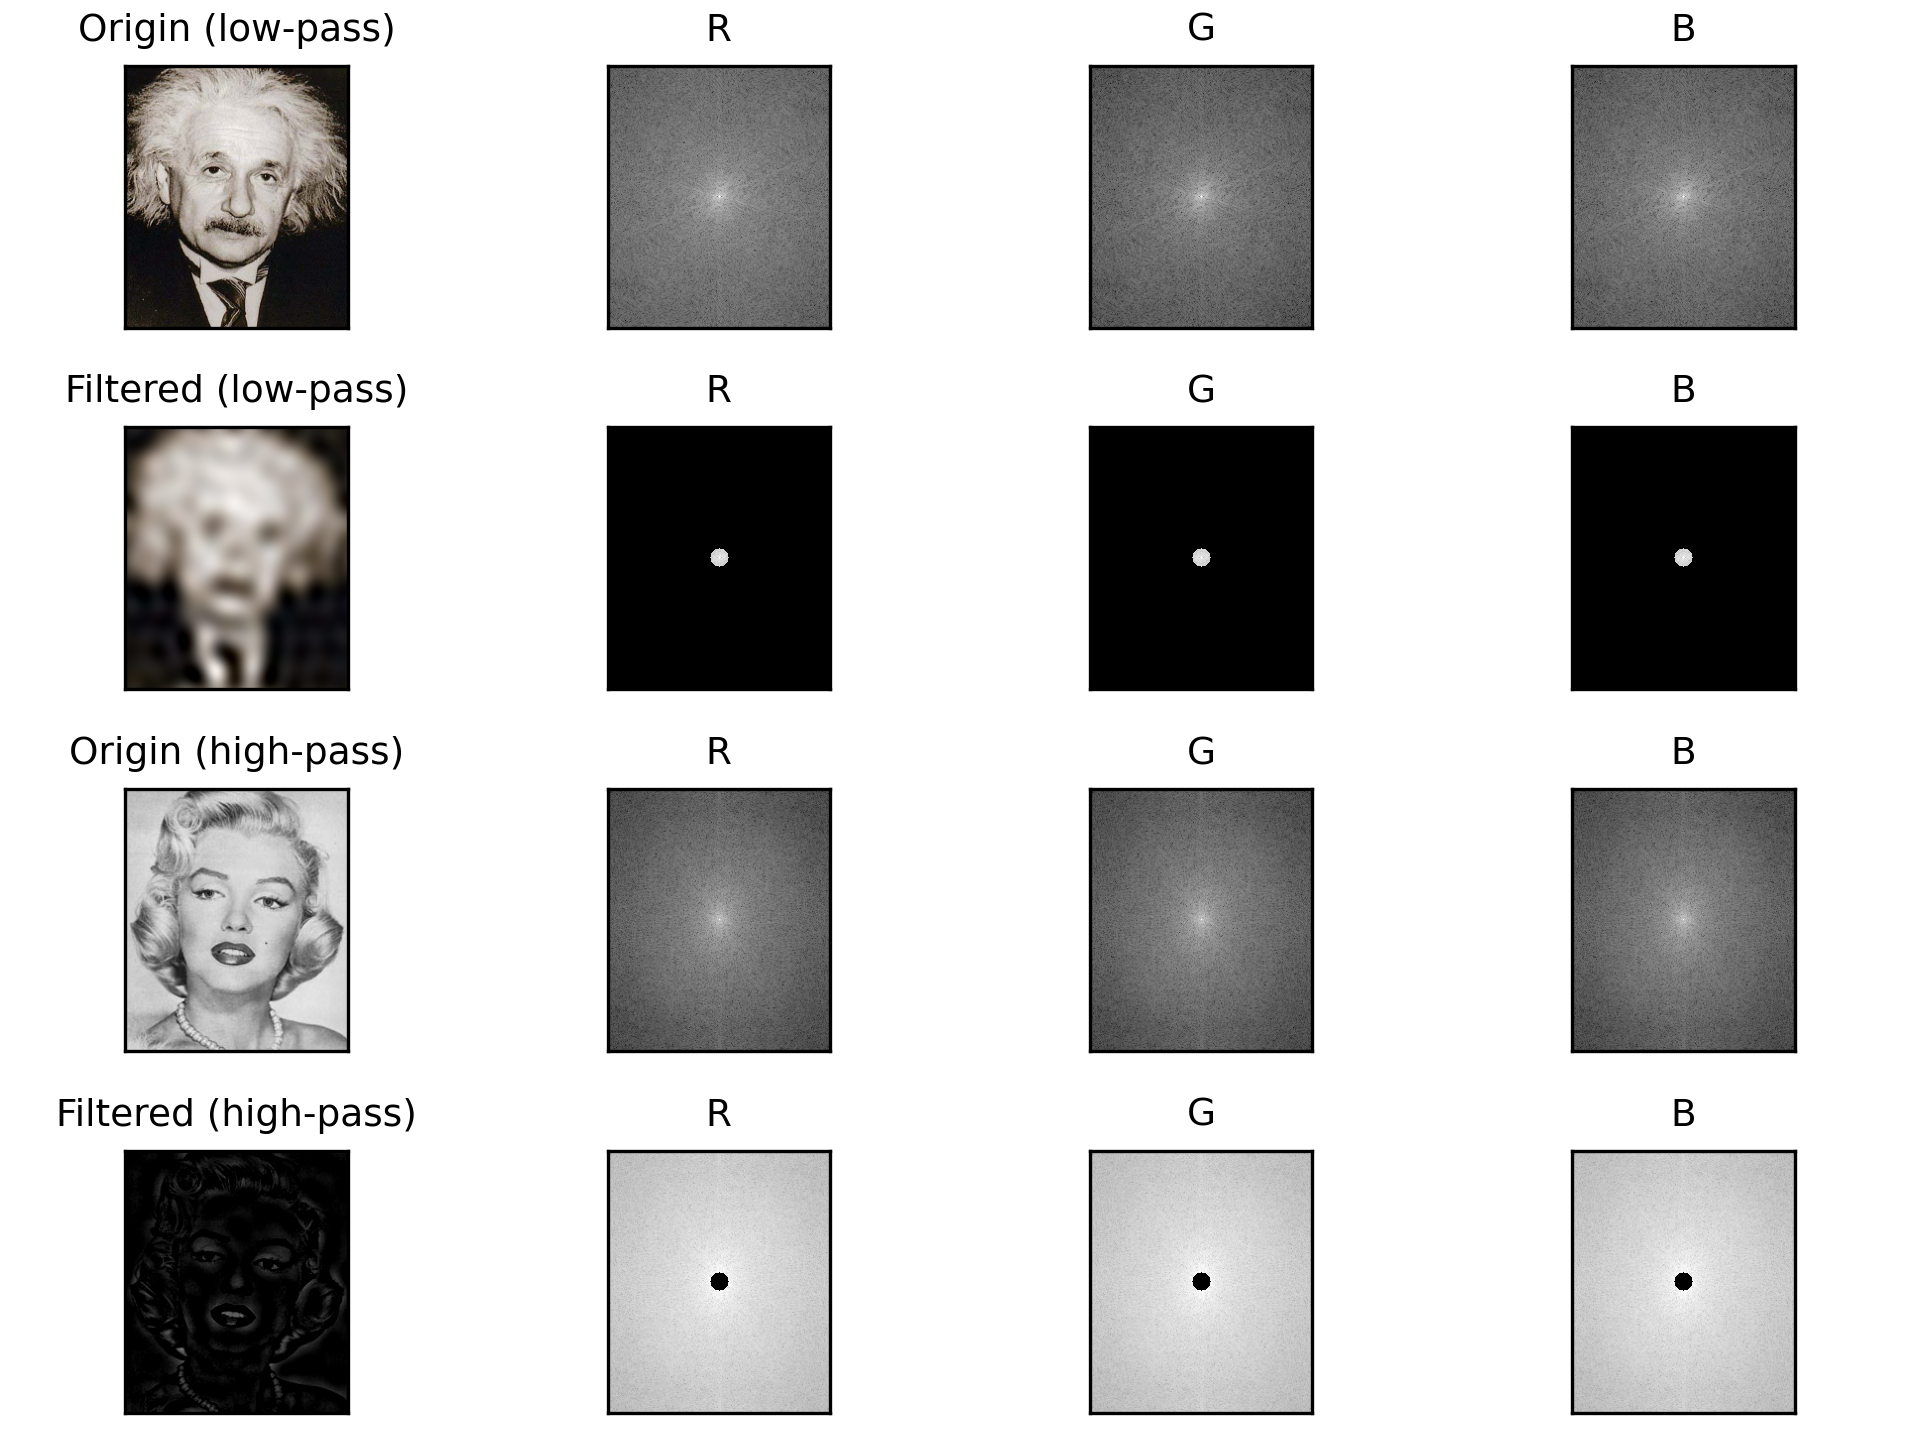 Origin (low-pass) R G B
Filtered (low-pass) R G B
Origin (high-pass) R G B
Filtered (high-pass) R G B